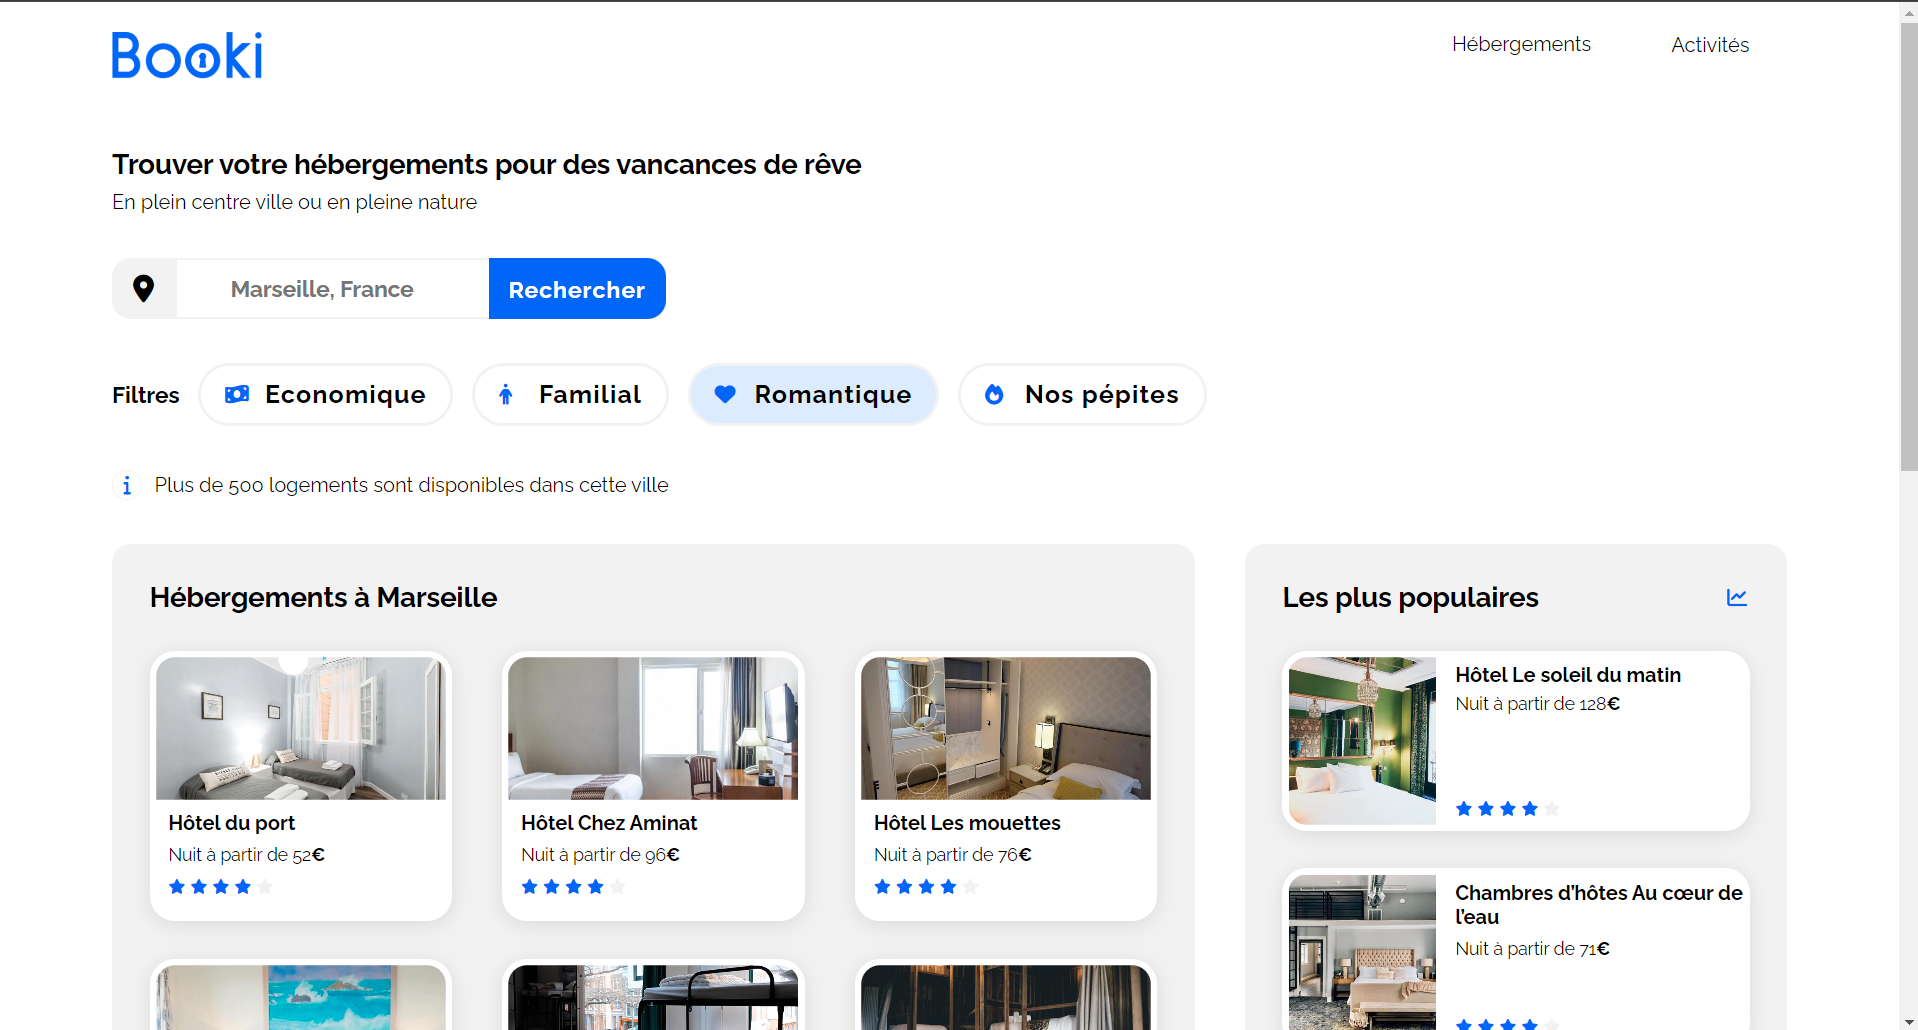 Booki
Hébergements
Activités
Trouver votre hébergements pour des vancances de rêve
En plein centre ville ou en pleine nature
Marseille, France
Rechercher
Filtres
Economique
Familial
Romantique
Nos pépites
Plus de 500 logements sont disponibles dans cette ville
Hébergements à Marseille
Hôtel du port
Nuit à partir de 52€
Hôtel Chez Aminat
Nuit à partir de 96€
Hôtel Les mouettes
Nuit à partir de 76€
Les plus populaires
Hôtel Le soleil du matin
Nuit à partir de 128€
Chambres d’hôtes Au cœur de
l’eau
Nuit à partir de 71€